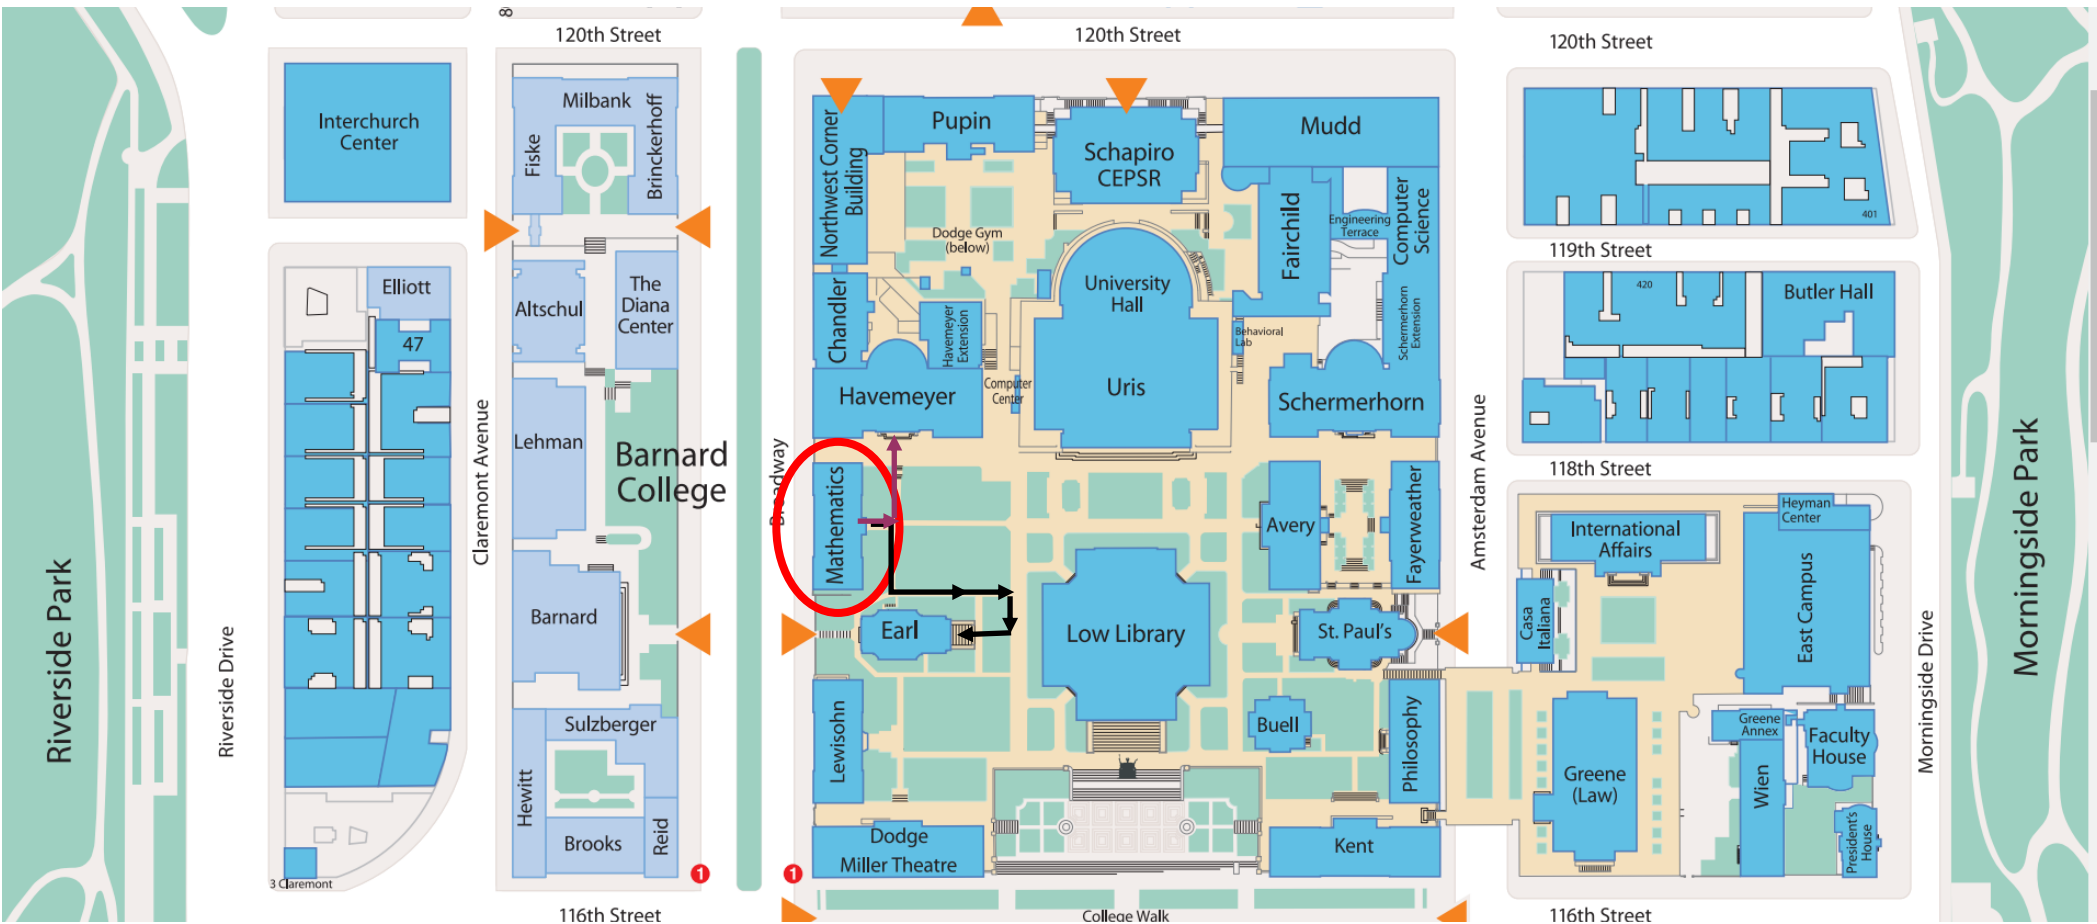 8
120th Street
120th Street
120th Street
Interchurch
Center
Milbank
Fiske
Brinckerhoff
Elliott
47
Altschul
The
Diana
Center
Lehman
Barnard
College
Barnard
Sulzberger
Hewitt
Brooks
Reid
3 Claremont
Riverside Park
Riverside Drive
Claremont Avenue
Broadway
1
1
116th Street
Northwest Corner
Building
Pupin
Schapiro
CEPSR
Mudd
Dodge Gym
(below)
University
Hall
Uris
Fairchild
Engineering
Terrace
Computer
Science
Chandler
Havemeyer
Extension
Havemeyer
Computer
Center
Behavioral
Lab
Schermerhorn
Extension
Schermerhorn
Mathematics
Avery
Fayerweather
Earl
Low Library
St. Paul's
Lewisohn
Buell
Philosophy
Dodge
Miller Theatre
Kent
College Walk
Amsterdam Avenue
401
119th Street
420
Butler Hall
118th Street
Heyman
Center
International
Affairs
Casa
Italiana
East Campus
Greene
(Law)
Greene
Annex
Wien
Faculty
House
President's
House
116th Street
Morningside Drive
Morningside Park